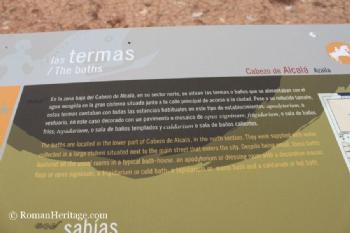 las termas
/The baths
Cabezo de Alcalá Azaila
En la zona baja del Cabezo de Alcalá, en su sector norte, se sitúan las termas o baños que se alimentaban con el
agua recogida en la gran cisterna situada junto a la calle principal de acceso a la ciudad. Pese a su reducido tamaño,
estas termas contaban con todas las estancias habituales en este tipo de establecimientos, apodyterium, o
vestuario, en este caso decorado con un pavimento a mosaico de opus signinum, frigidarium, o sala de baños
fríos, tepidarium, o sala de baños templados y caldarium o sala de baños calientes.
The baths are located in the lower part of Cabezo de Alcalá, in the north section. They were supplied with water
collected in a large cistern situated next to the main street that enters the city. Despite being small, these baths
had all the usual rooms in a typical bath-house: an apodyterium or dressing room with a decorative mosaic
floor or opus signinum, a frigidarium or cold bath, a tepidarium or warm bath and a caldarium or hot bath.
sabías
© RomanHeritage.com